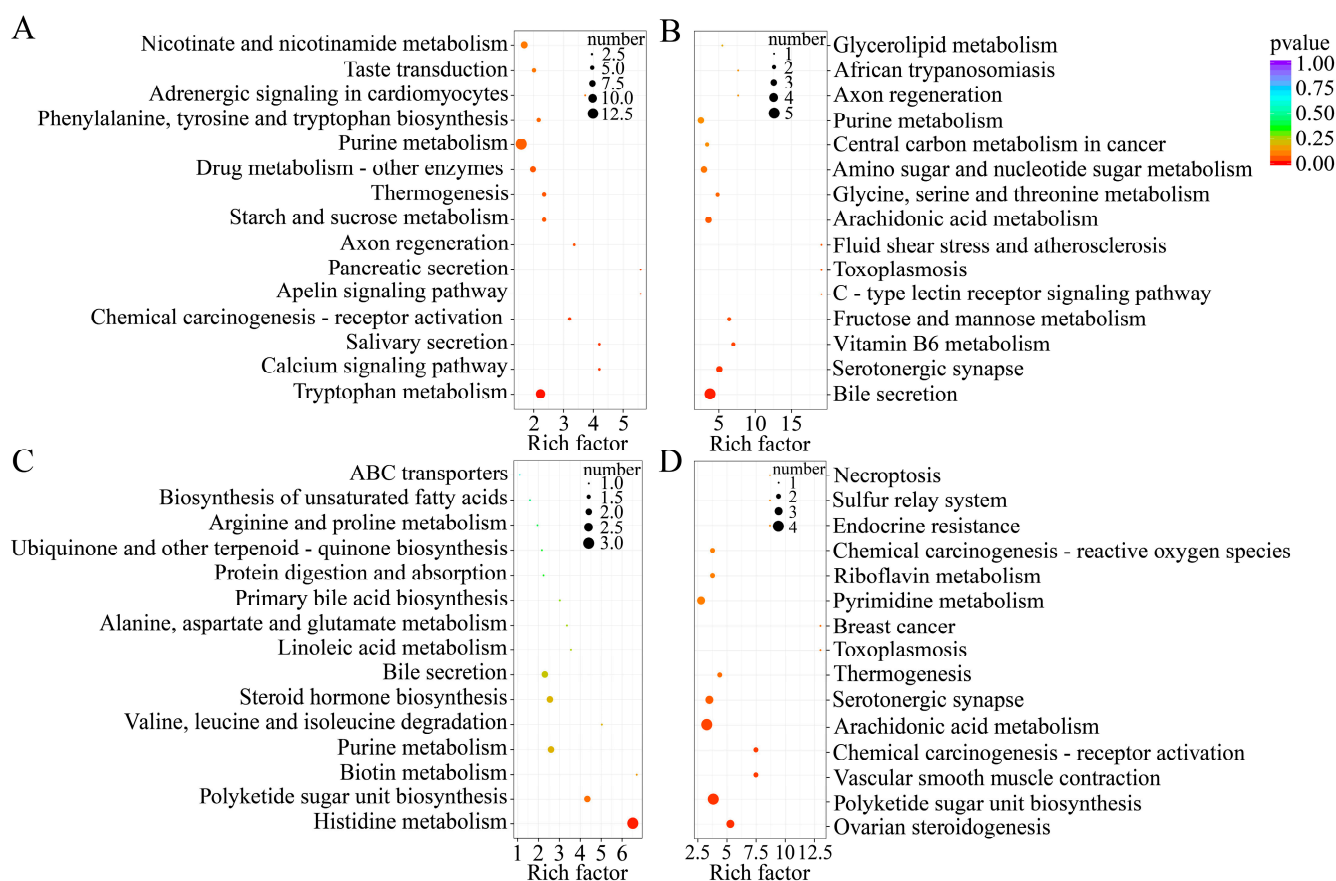 A
Nicotinate and nicotinamide metabolism
Taste transduction
Adrenergic signaling in cardiomyocytes
Phenylalanine, tyrosine and tryptophan biosynthesis
Purine metabolism
Drug metabolism - other enzymes
Thermogenesis
Starch and sucrose metabolism
Axon regeneration
Pancreatic secretion
Apelin signaling pathway
Chemical carcinogenesis - receptor activation
Salivary secretion
Calcium signaling pathway
Tryptophan metabolism
number
2.5
5.0
7.5
10.0
12.5
2 3 4 5
Rich factor
B
number
1
2
3
4
5
Glycerolipid metabolism
African trypanosomiasis
Axon regeneration
Purine metabolism
Central carbon metabolism in cancer
Amino sugar and nucleotide sugar metabolism
Glycine, serine and threonine metabolism
Arachidonic acid metabolism
Fluid shear stress and atherosclerosis
Toxoplasmosis
C - type lectin receptor signaling pathway
Fructose and mannose metabolism
Vitamin B6 metabolism
Serotonergic synapse
Bile secretion
5 10 15
Rich factor
pvalue
1.00
0.75
0.50
0.25
0.00
C
ABC transporters
Biosynthesis of unsaturated fatty acids
Arginine and proline metabolism
Ubiquinone and other terpenoid - quinone biosynthesis
Protein digestion and absorption
Primary bile acid biosynthesis
Alanine, aspartate and glutamate metabolism
Linoleic acid metabolism
Bile secretion
Steroid hormone biosynthesis
Valine, leucine and isoleucine degradation
Purine metabolism
Biotin metabolism
Polyketide sugar unit biosynthesis
Histidine metabolism
number
1.0
1.5
2.0
2.5
3.0
1 2 3 4 5 6
Rich factor
D
number
1
2
3
4
Necroptosis
Sulfur relay system
Endocrine resistance
Chemical carcinogenesis - reactive oxygen species
Riboflavin metabolism
Pyrimidine metabolism
Breast cancer
Toxoplasmosis
Thermogenesis
Serotonergic synapse
Arachidonic acid metabolism
Chemical carcinogenesis - receptor activation
Vascular smooth muscle contraction
Polyketide sugar unit biosynthesis
Ovarian steroidogenesis
2.5 5 7.5 10 12.5
Rich factor